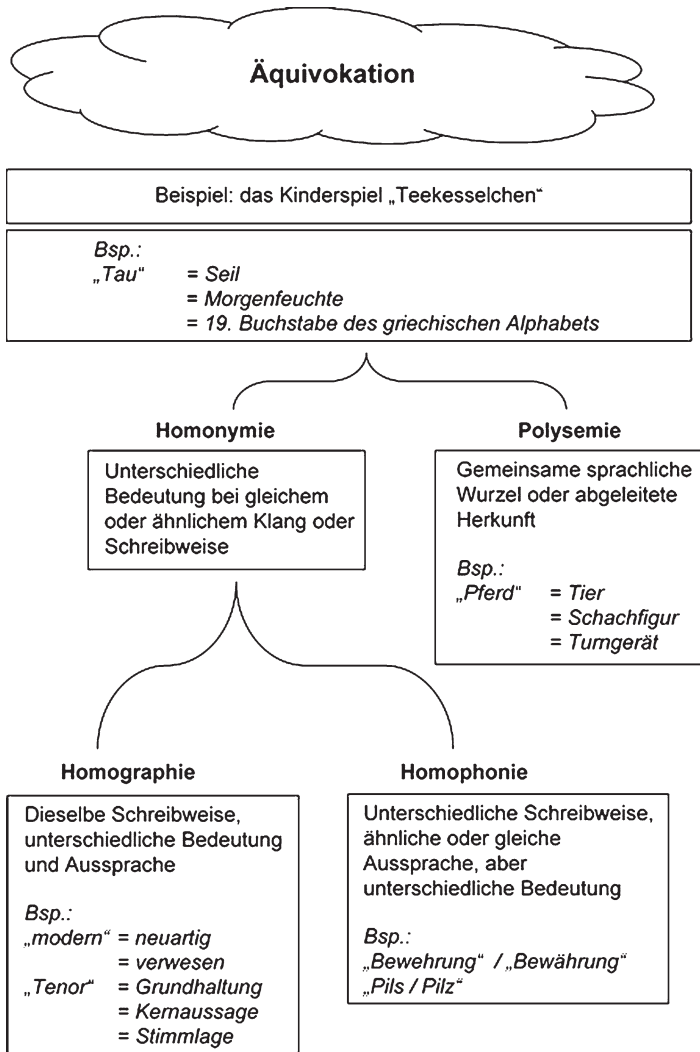 Äquivokation
Beispiel: das Kinderspiel „Teekesselchen“
Bsp.:
„Tau“ = Seil
= Morgenfeuchte
= 19. Buchstabe des griechischen Alphabets
Homonymie
Unterschiedliche
Bedeutung bei gleichem
oder ähnlichem Klang oder
Schreibweise
Polysemie
Gemeinsame sprachliche
Wurzel oder abgeleitete
Herkunft
Bsp.:
„Pferd“ = Tier
= Schachfigur
= Turngerät
Homographie
Dieselbe Schreibweise,
unterschiedliche Bedeutung
und Aussprache
Bsp.:
„modern“ = neuartig
= verwesen
„Tenor“ = Grundhaltung
= Kernaussage
= Stimmlage
Homophonie
Unterschiedliche Schreibweise,
ähnliche oder gleiche
Aussprache, aber
unterschiedliche Bedeutung
Bsp.:
„Bewehrung“ / „Bewährung“
„Pils / Pilz“